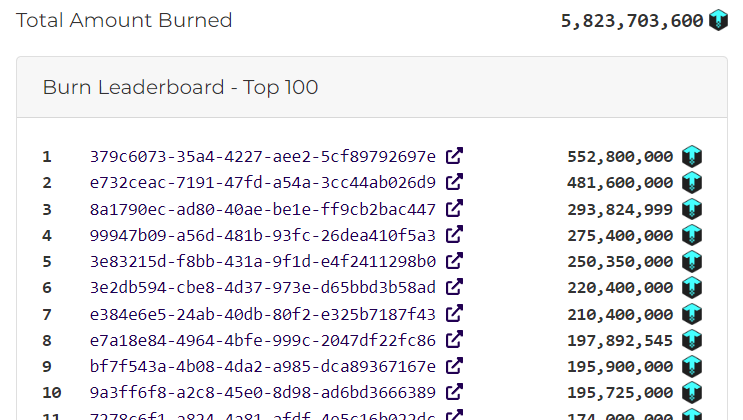 Total Amount Burned 5,823,703,600
Burn Leaderboard - Top 100
1 379c6073-35a4-4227-aee2-5cf89792697e 552,800,000
2 e732ceac-7191-47fd-a54a-3cc44ab026d9 481,600,000
3 8a1790ec-ad80-40ae-be1e-ff9cb2bac447 293,824,999
4 99947b09-a56d-481b-93fc-26dea410f5a3 275,400,000
5 3e83215d-f8bb-431a-9f1d-e4f2411298b0 250,350,000
6 3e2db594-cbe8-4d37-973e-d65bbd3b58ad 220,400,000
7 e384e6e5-24ab-40db-80f2-e325b7187f43 210,400,000
8 e7a18e84-4964-4bfe-999c-2047df22fc86 197,892,545
9 bf7f543a-4b08-4da2-a985-dca89367167e 195,900,000
10 9a3ff6f8-a2c8-45e0-8d98-ad6bd3666389 195,725,000
11 7278c6f1-a824-4a81-afdf-4e5c16b022dc 174,000,000